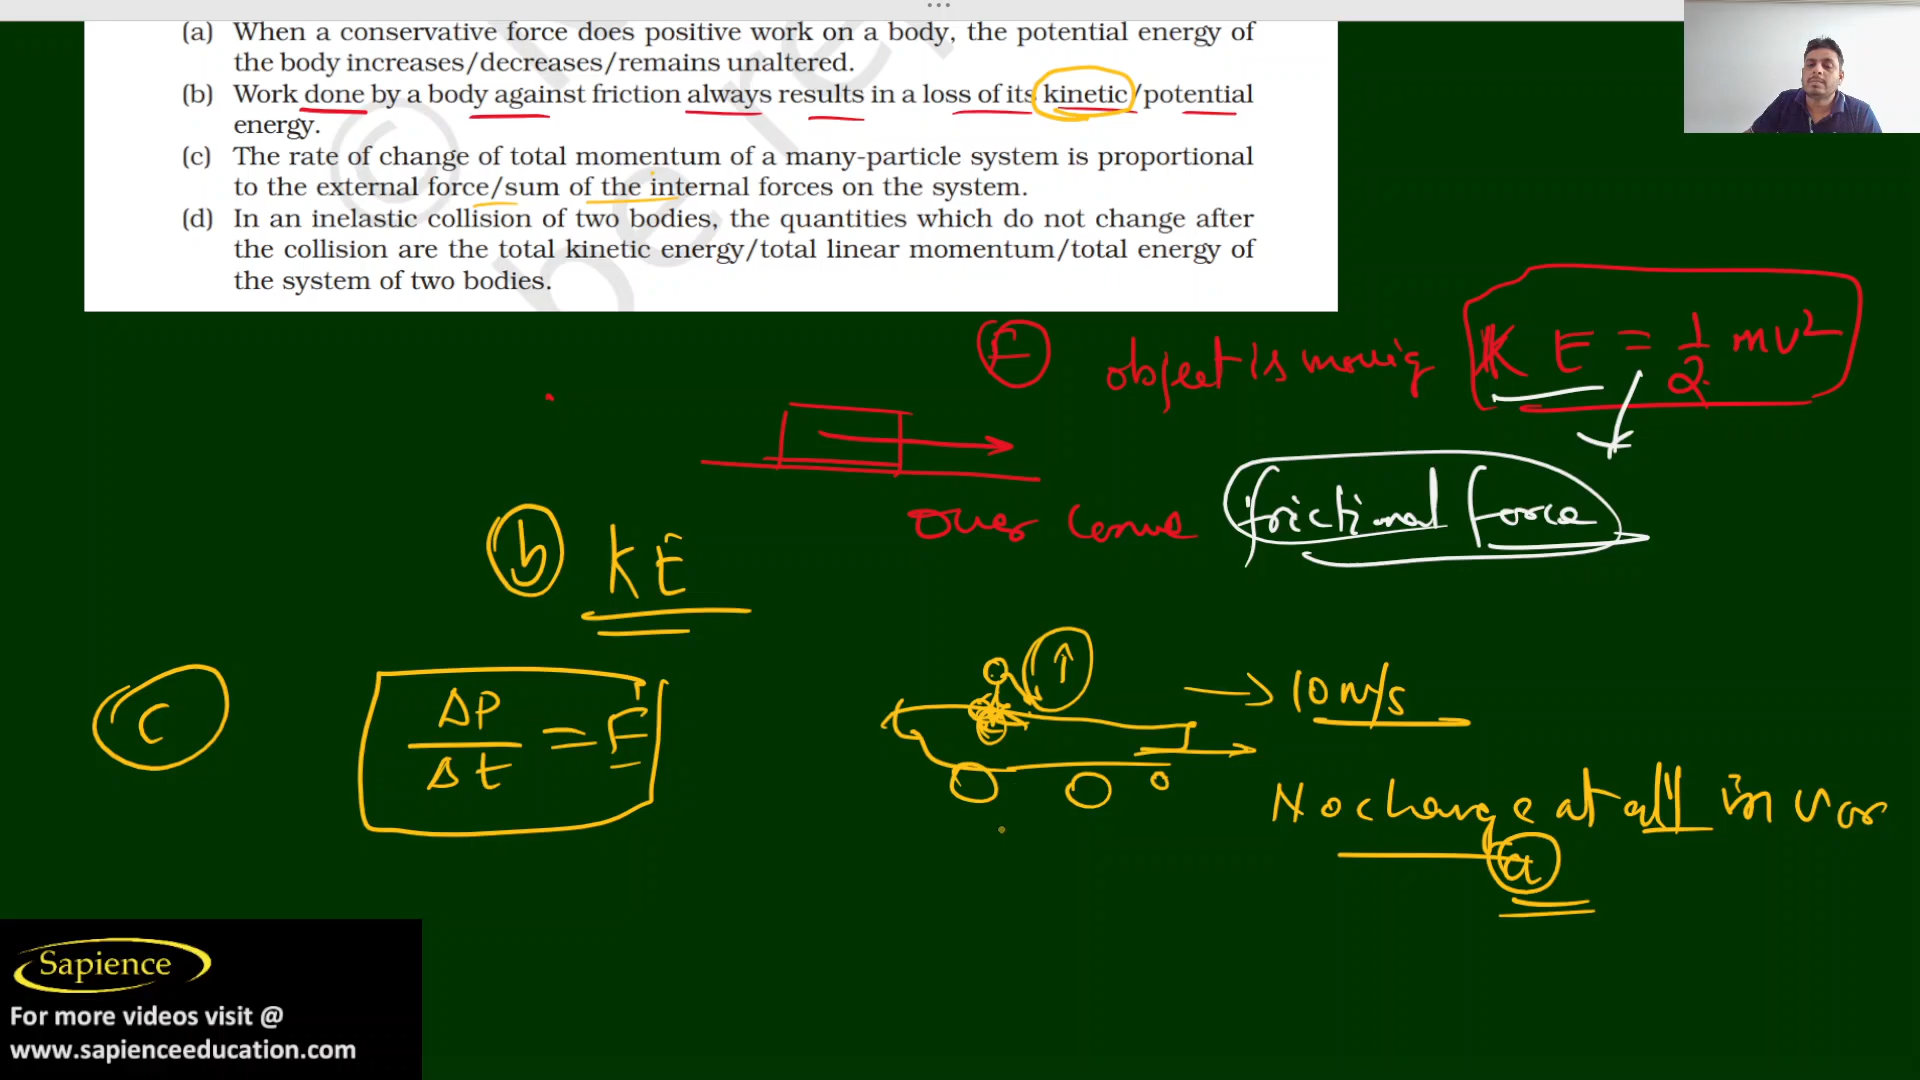 (a) When a conservative force does positive work on a body, the potential energy of
the body increases/decreases/remains unaltered.
(b) Work done by a body against friction always results in a loss of its kinetic/potential
energy.
(c) The rate of change of total momentum of a many-particle system is proportional
to the external force/sum of the internal forces on the system.
(d) In an inelastic collision of two bodies, the quantities which do not change after
the collision are the total kinetic energy/total linear momentum/total energy of
the system of two bodies.
object is moving KE = 1/2 mv²
over come frictional force
b KE
C ΔP/Δt = F
→ 10 m/s
No change at all in v or
a
Sapience
For more videos visit @
www.sapienceeducation.com